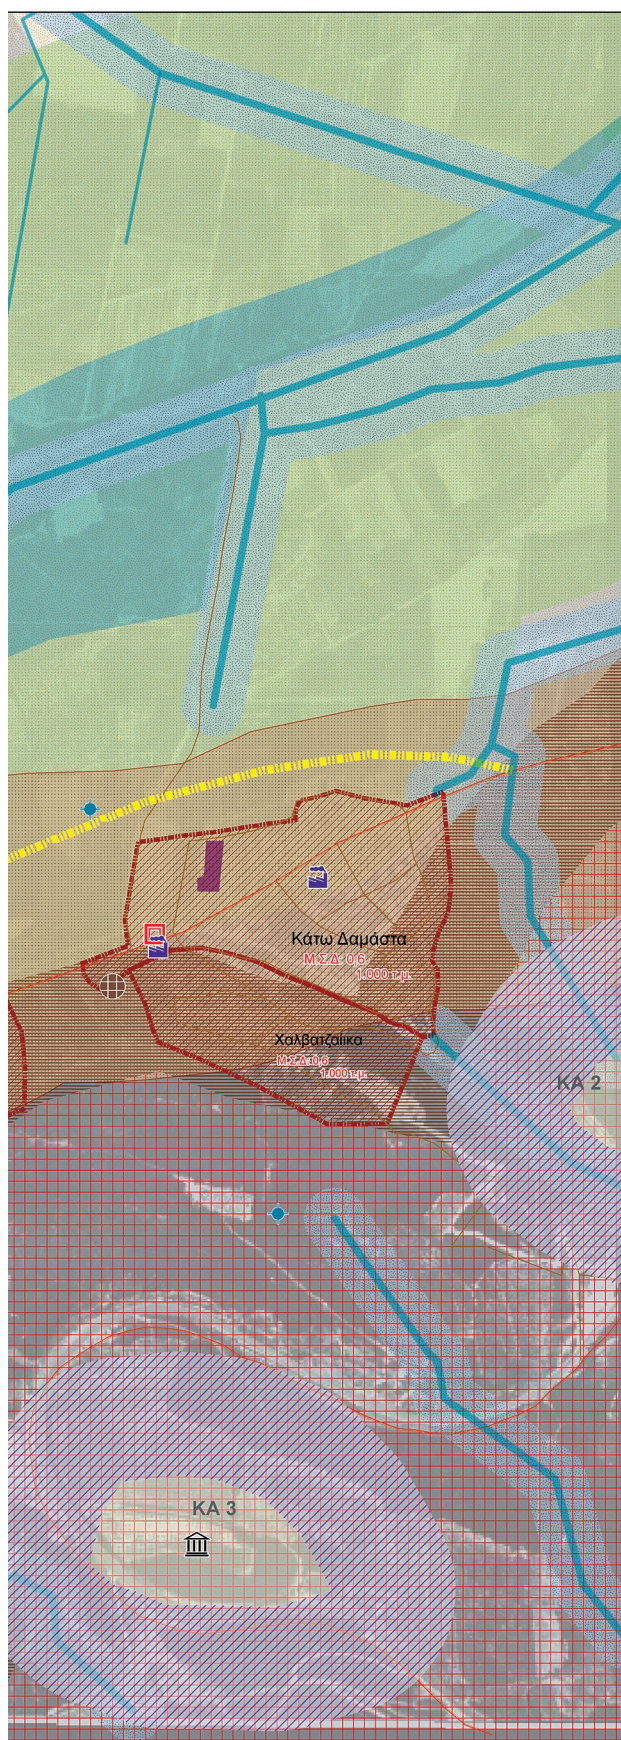 Κάτω Δαμάστα
Μ.Σ.Δ: 0,6
1.000 τ.μ.
Χαλβατζαίικα
Μ.Σ.Δ: 0,6
1.000 τ.μ.
ΚΑ 2
ΚΑ 3